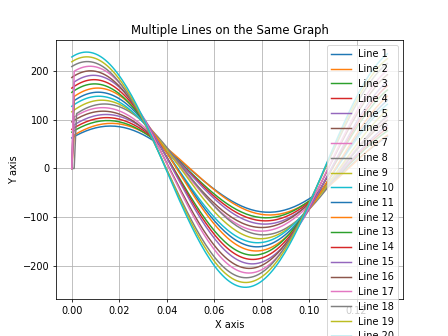 Multiple Lines on the Same Graph
Y axis
200
100
0
−100
−200
0.00
0.02
0.04
0.06
0.08
0.10
X axis
Line 1
Line 2
Line 3
Line 4
Line 5
Line 6
Line 7
Line 8
Line 9
Line 10
Line 11
Line 12
Line 13
Line 14
Line 15
Line 16
Line 17
Line 18
Line 19
Line 20